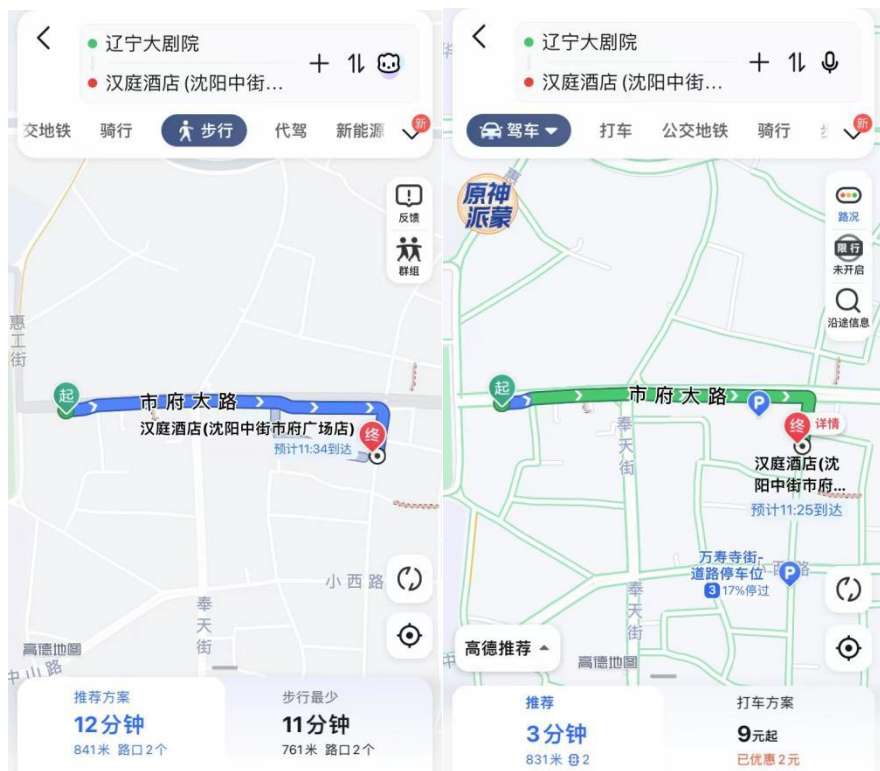 辽宁大剧院
汉庭酒店 (沈阳中街...
交地铁
骑行
步行
代驾
新能源
新
反馈
群组
惠工街
起
市府大路
汉庭酒店(沈阳中街市府广场店)
终
预计11:34到达
小西路
奉天街
高德地图
中山路
推荐方案
12分钟
841米 路口2个
步行最少
11分钟
761米 路口2个
辽宁大剧院
汉庭酒店 (沈阳中街...
驾车
打车
公交地铁
骑行
新
惠
原神
派蒙
路况
限行
未开启
沿途信息
起
市府大路
P
终
详情
奉天街
汉庭酒店(沈
阳中街市府...
预计11:25到达
万寿寺街-
道路停车位
3 17%停过
P
路
奉天街
高德推荐
高德地图
中
推荐
3分钟
831米 2
打车方案
9元起
已优惠2元